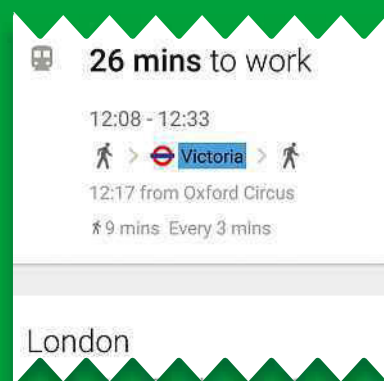 26 mins to work
12:08 - 12:33
> Victoria >
12:17 from Oxford Circus
9 mins Every 3 mins
London